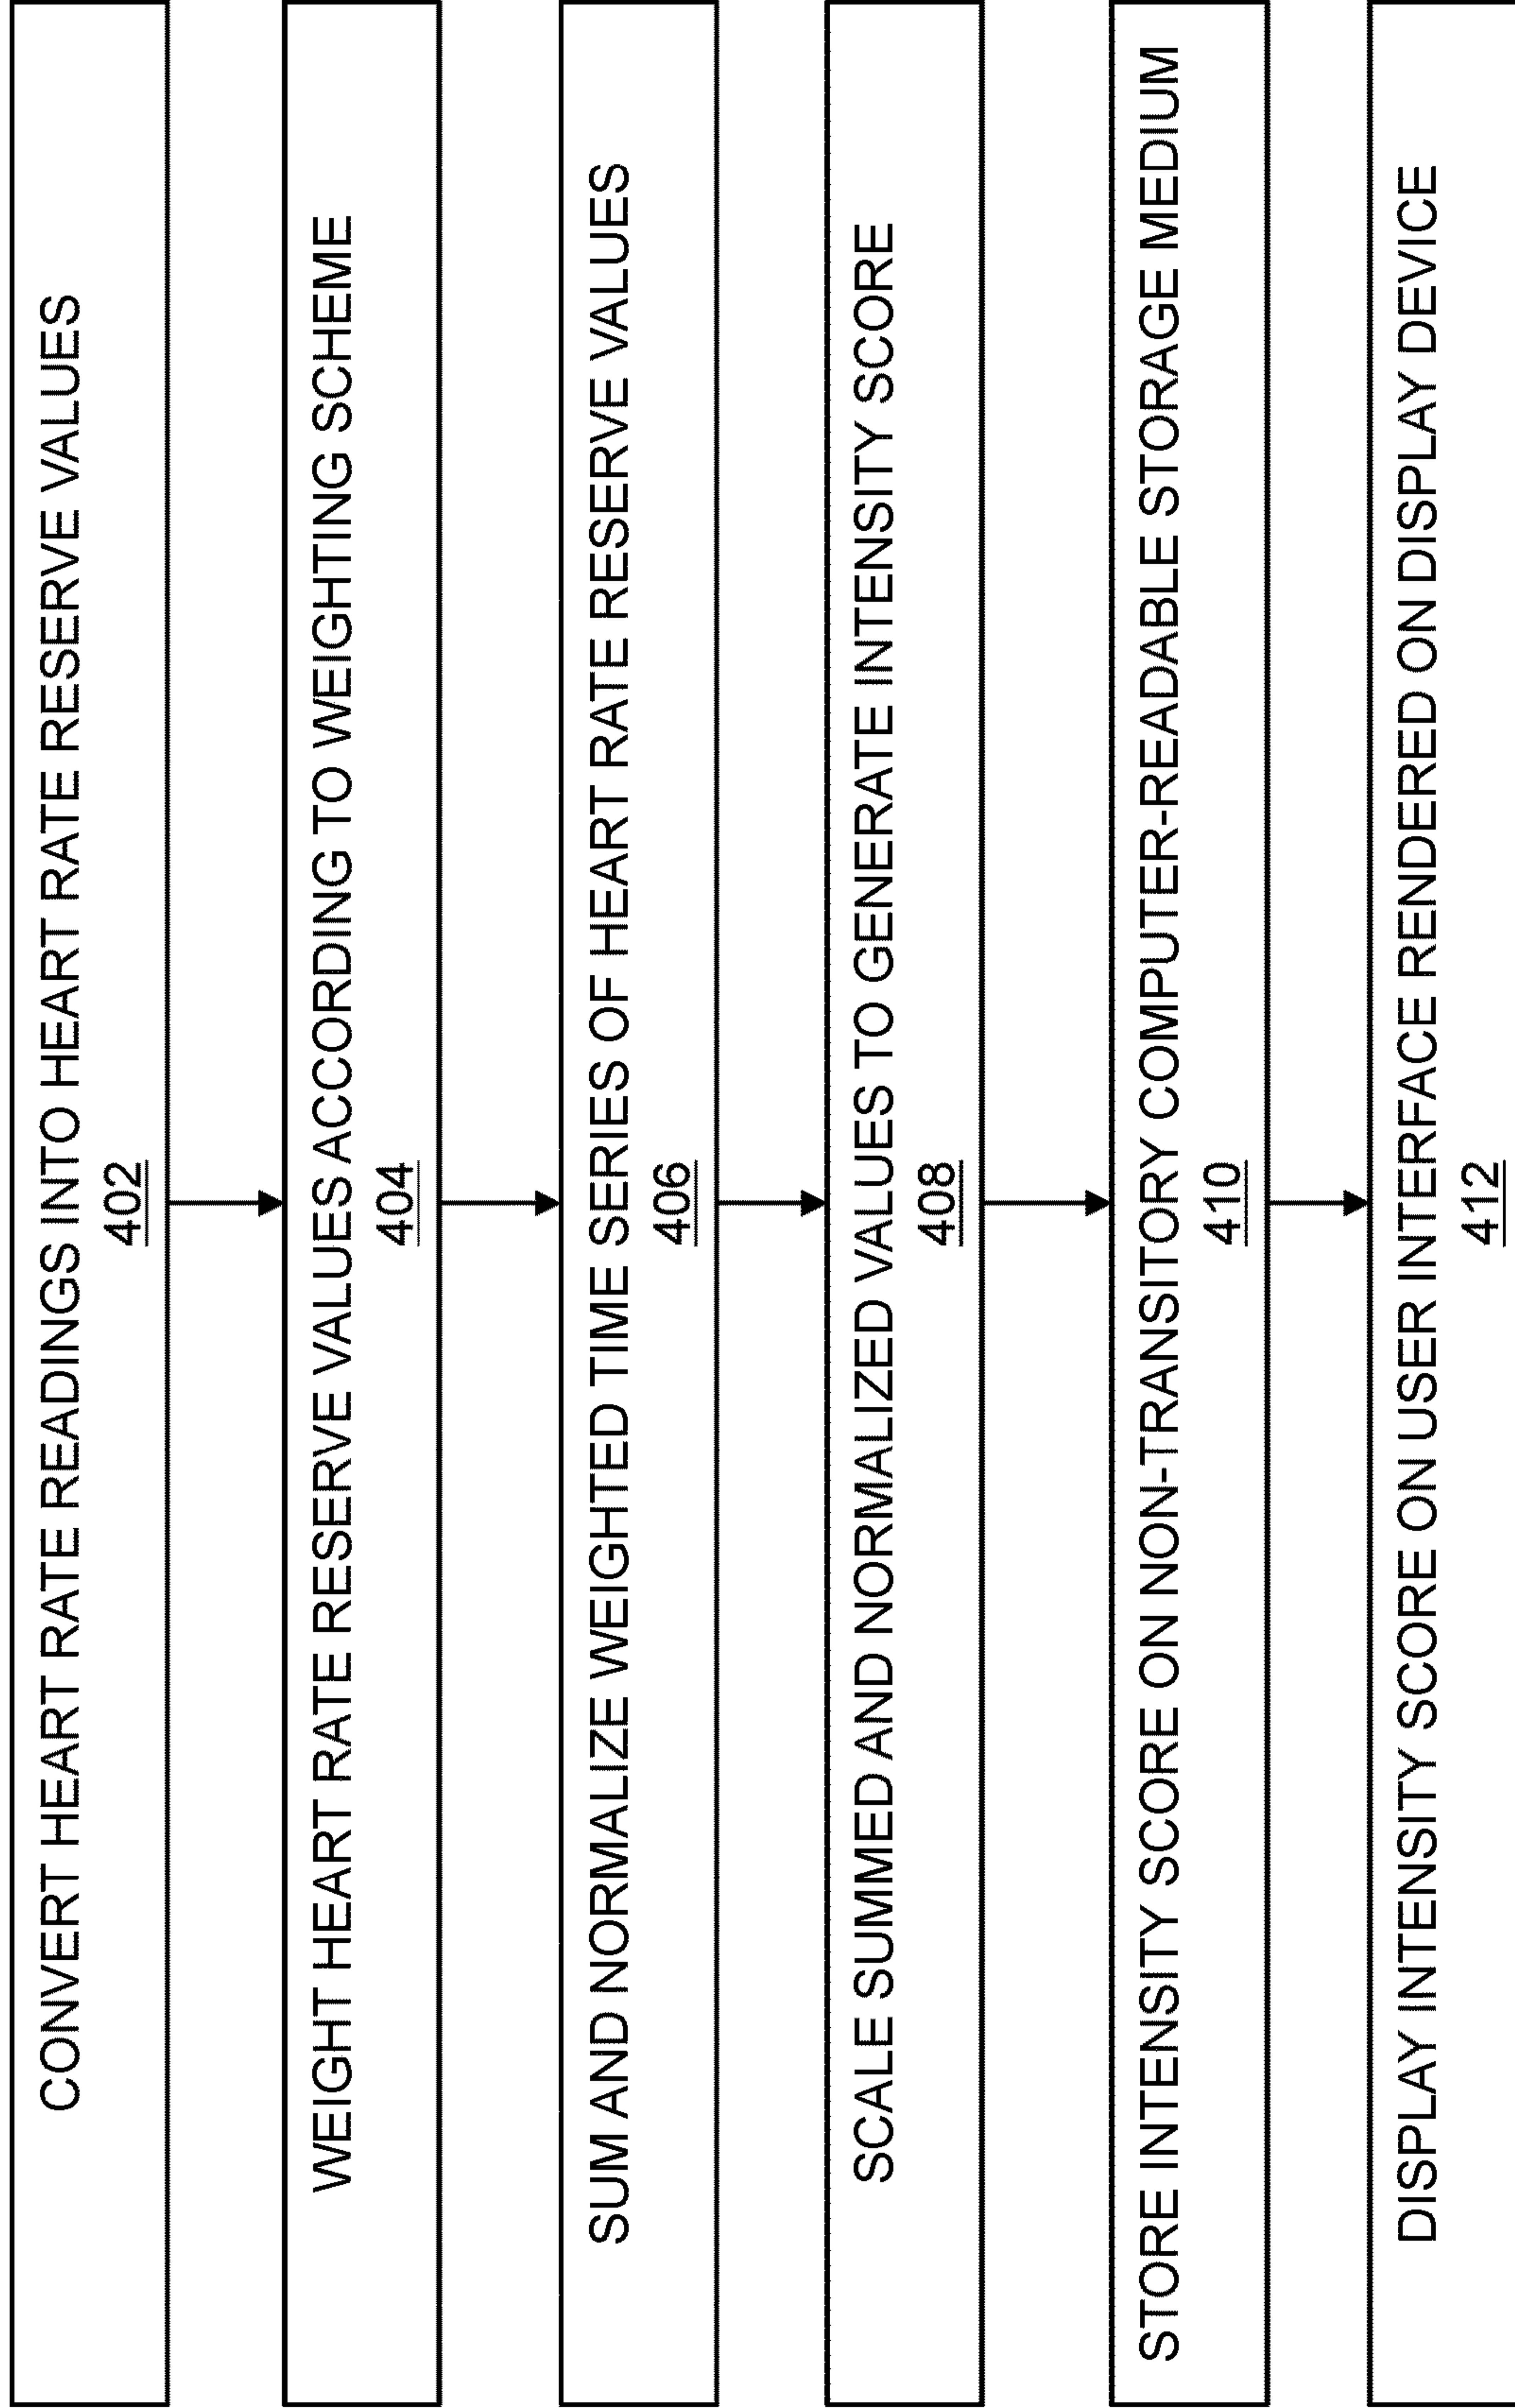 CONVERT HEART RATE READINGS INTO HEART RATE RESERVE VALUES
402
WEIGHT HEART RATE RESERVE VALUES ACCORDING TO WEIGHTING SCHEME
404
SUM AND NORMALIZE WEIGHTED TIME SERIES OF HEART RATE RESERVE VALUES
406
SCALE SUMMED AND NORMALIZED VALUES TO GENERATE INTENSITY SCORE
408
STORE INTENSITY SCORE ON NON-TRANSITORY COMPUTER-READABLE STORAGE MEDIUM
410
DISPLAY INTENSITY SCORE ON USER INTERFACE RENDERED ON DISPLAY DEVICE
412